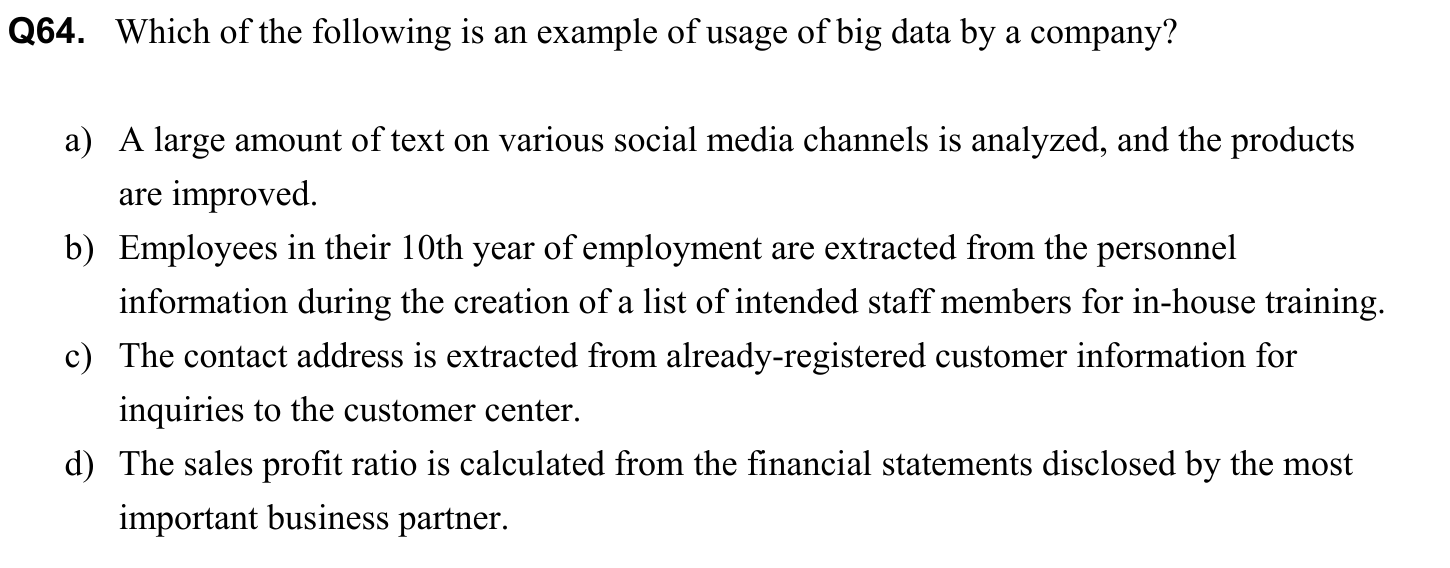 Q64. Which of the following is an example of usage of big data by a company?
a) A large amount of text on various social media channels is analyzed, and the products
are improved.
b) Employees in their 10th year of employment are extracted from the personnel
information during the creation of a list of intended staff members for in-house training.
c) The contact address is extracted from already-registered customer information for
inquiries to the customer center.
d) The sales profit ratio is calculated from the financial statements disclosed by the most
important business partner.